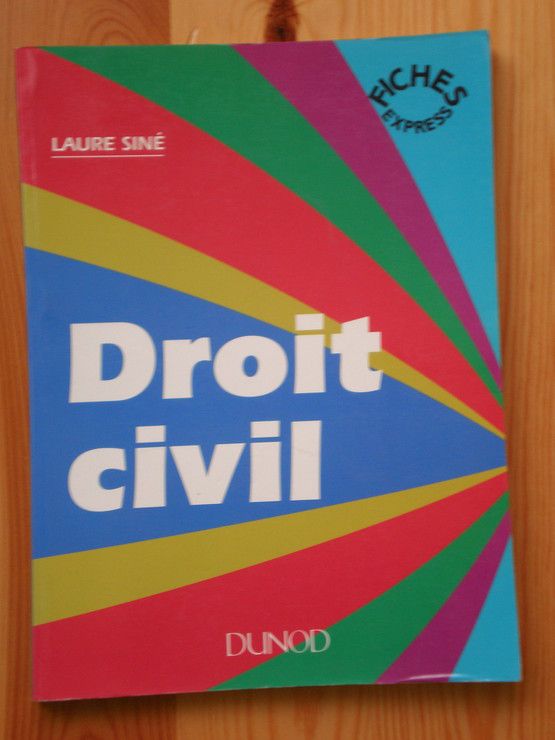 FICHES
EXPRESS
LAURE SINÉ
Droit
civil
DUNOD